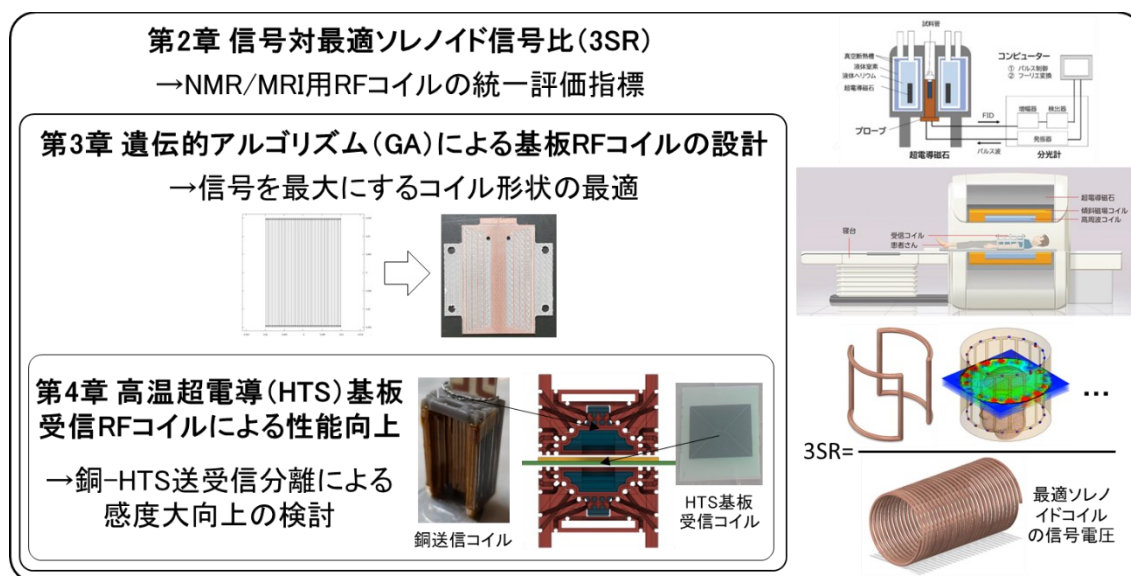 第2章 信号対最適ソレノイド信号比（3SR）
→NMR/MRI用RFコイルの統一評価指標
第3章 遺伝的アルゴリズム（GA）による基板RFコイルの設計
→信号を最大にするコイル形状の最適
第4章 高温超電導（HTS）基板
受信RFコイルによる性能向上
→銅-HTS送受信分離による
感度大向上の検討
銅送信コイル
HTS基板
受信コイル
試料管
真空断熱槽
液体窒素
液体ヘリウム
超電導磁石
プローブ
超電導磁石
コンピューター
① パルス制御
② フーリエ変換
FID
増幅器
検出器
発振器
パルス波
分光計
超電導磁石
傾斜磁場コイル
高周波コイル
受信コイル
患者さん
寝台
...
3SR=
最適ソレノ
イドコイル
の信号電圧